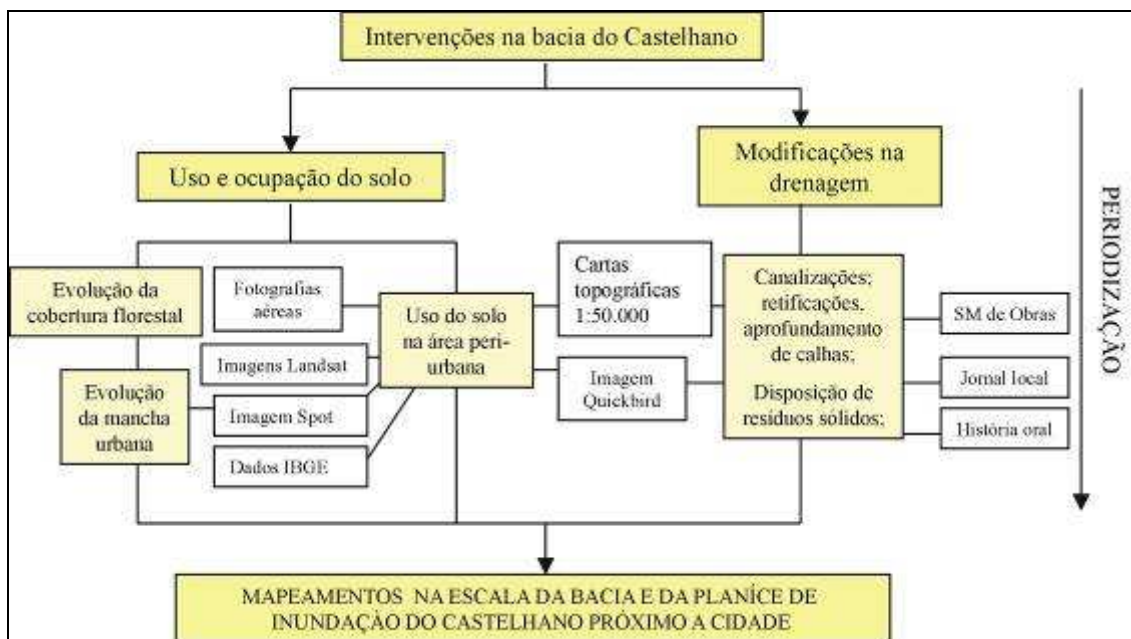 Intervenções na bacia do Castelhano
Uso e ocupação do solo
Modificações na
drenagem
PERIODIZAÇÃO
Evolução da
cobertura florestal
Fotografias
aéreas
Uso do solo
na área peri-
urbana
Cartas
topográficas
1:50.000
Canalizações;
retificações,
aprofundamento
de calhas;
Disposição de
resíduos sólidos;
SM de Obras
Imagens Landsat
Evolução
da mancha
urbana
Imagem Spot
Dados IBGE
Imagem
Quickbird
Jornal local
História oral
MAPEAMENTOS NA ESCALA DA BACIA E DA PLANÍCE DE
INUNDAÇÃO DO CASTELHANO PRÓXIMO A CIDADE